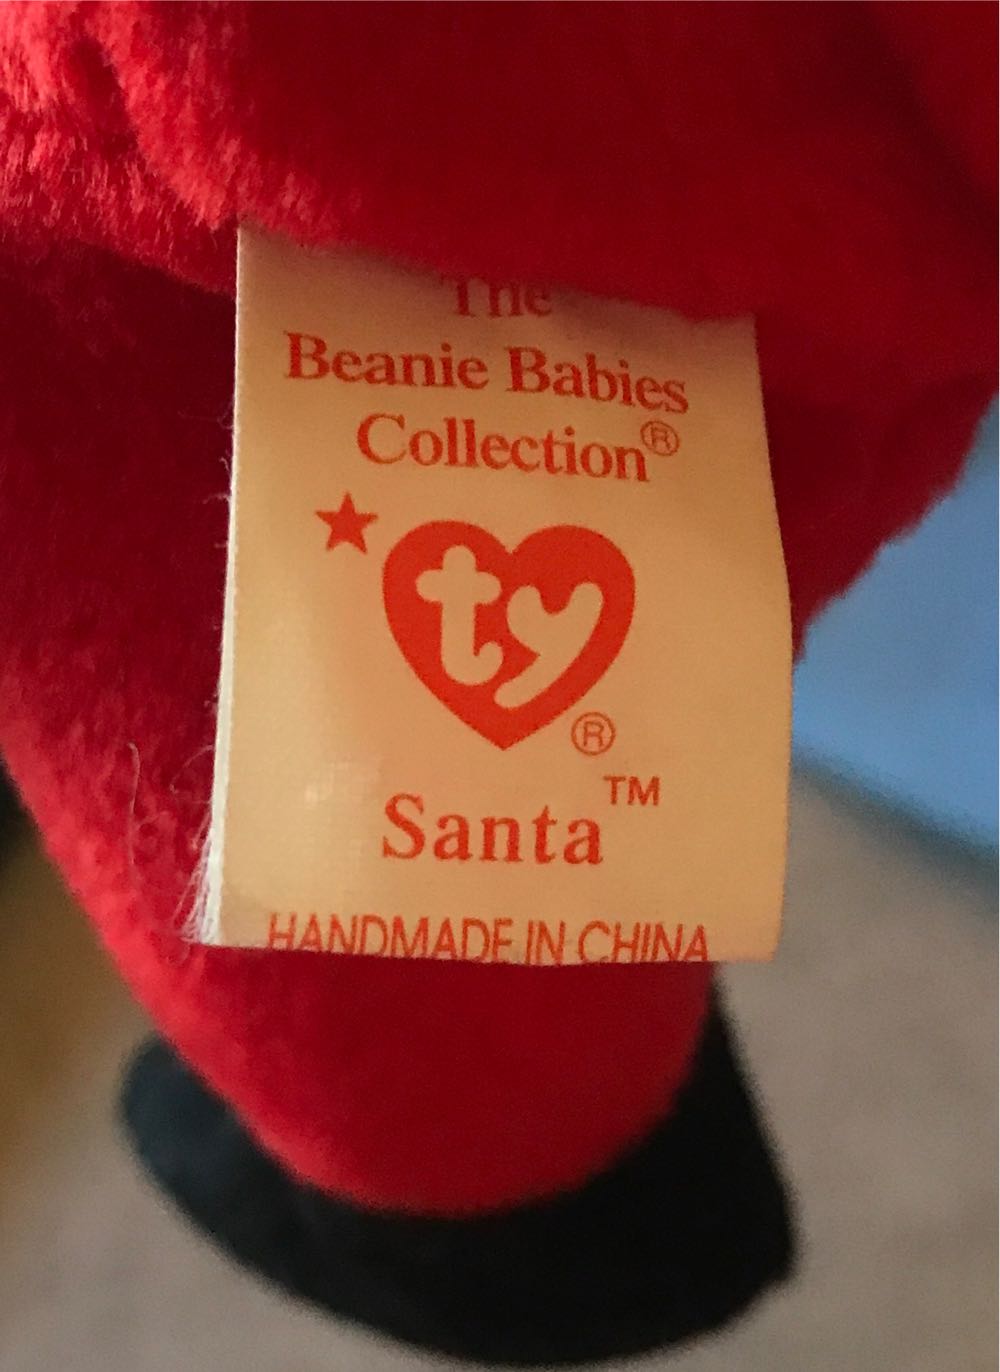 The
Beanie Babies
Collection®
ty®
Santa™
HANDMADE IN CHINA